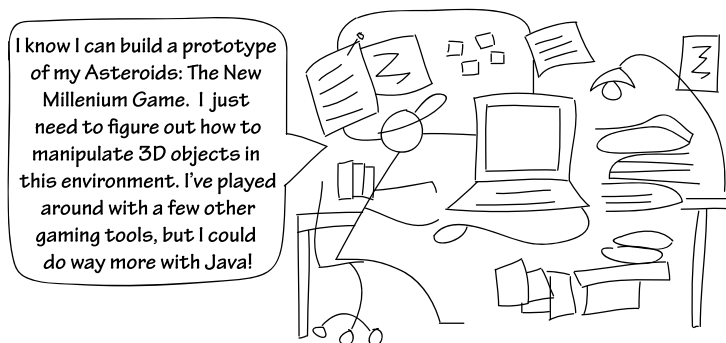 I know I can build a prototype
of my Asteroids: The New
Millenium Game. I just
need to figure out how to
manipulate 3D objects in
this environment. I've played
around with a few other
gaming tools, but I could
do way more with Java!